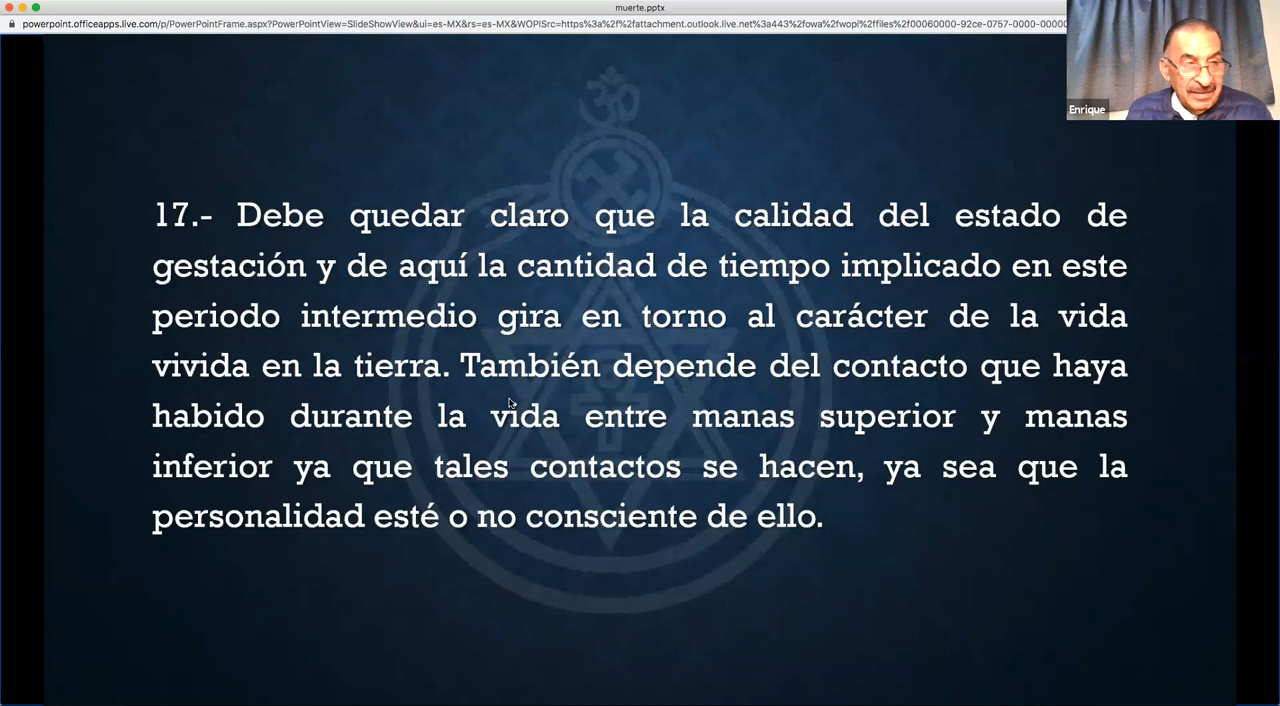 muerte.pptx
powerpoint.officeapps.live.com/p/PowerPointFrame.aspx?PowerPointView=SlideShowView&ui=es-MX&rs=es-MX&WOPISrc=https%3a%2f%2fattachment.outlook.live.net%3a443%2fowa%2fwopi%2ffiles%2f00060000-92ce-0757-0000-0000
Enrique
ॐ
17.- Debe quedar claro que la calidad del estado de
gestación y de aquí la cantidad de tiempo implicado en este
periodo intermedio gira en torno al carácter de la vida
vivida en la tierra. También depende del contacto que haya
habido durante la vida entre manas superior y manas
inferior ya que tales contactos se hacen, ya sea que la
personalidad esté o no consciente de ello.